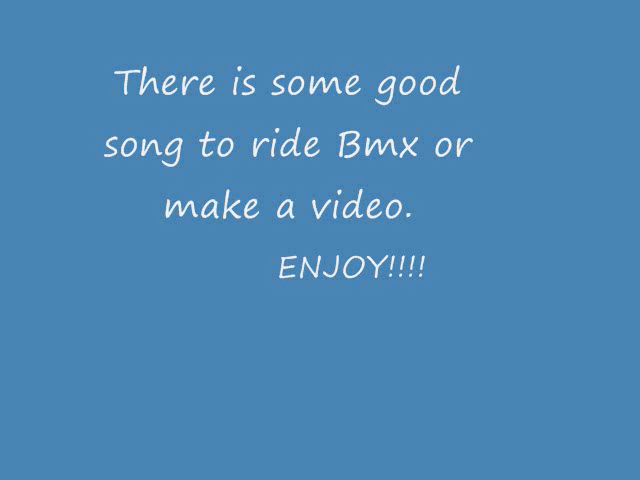 There is some good
song to ride Bmx or
make a video.
ENJOY!!!!